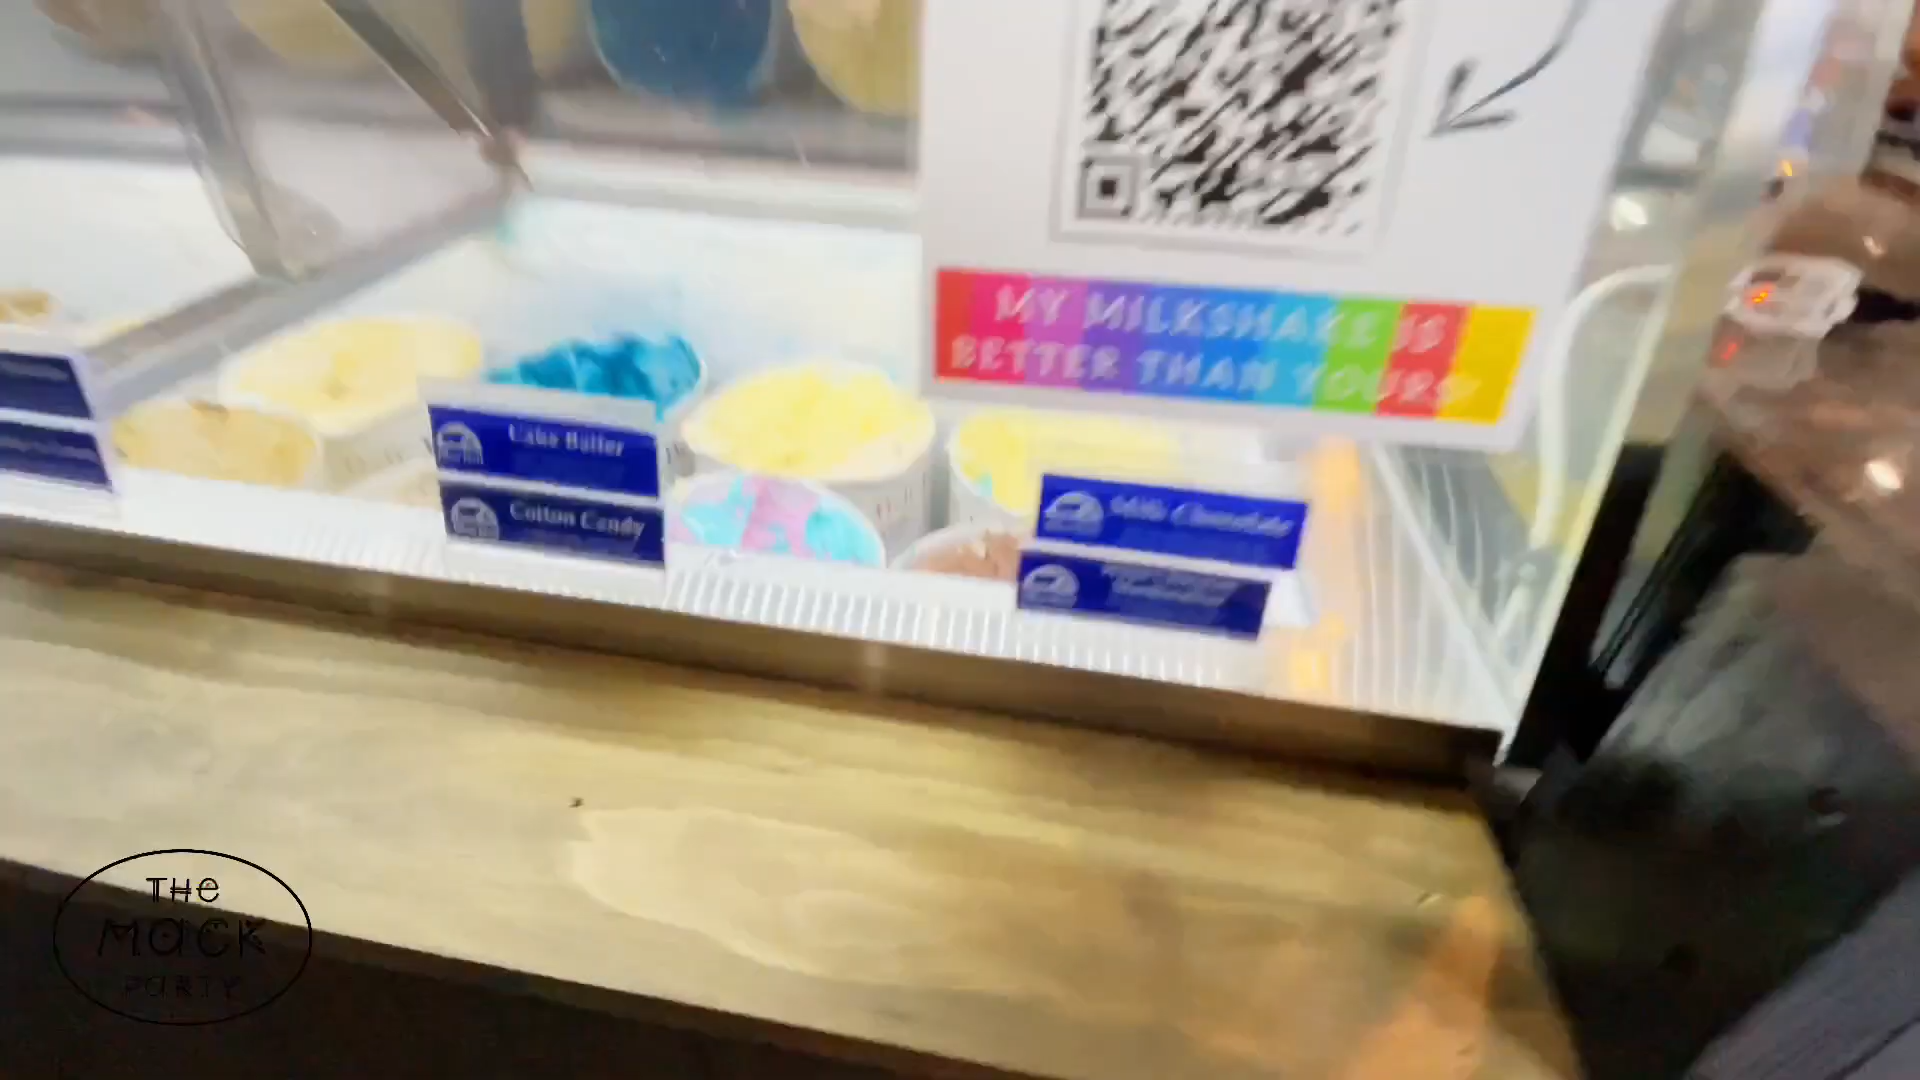 MY MILKSHAKE IS
BETTER THAN YOURS
Cake Batter
Cotton Candy
Milk Chocolate
THE
MACK
PARTY